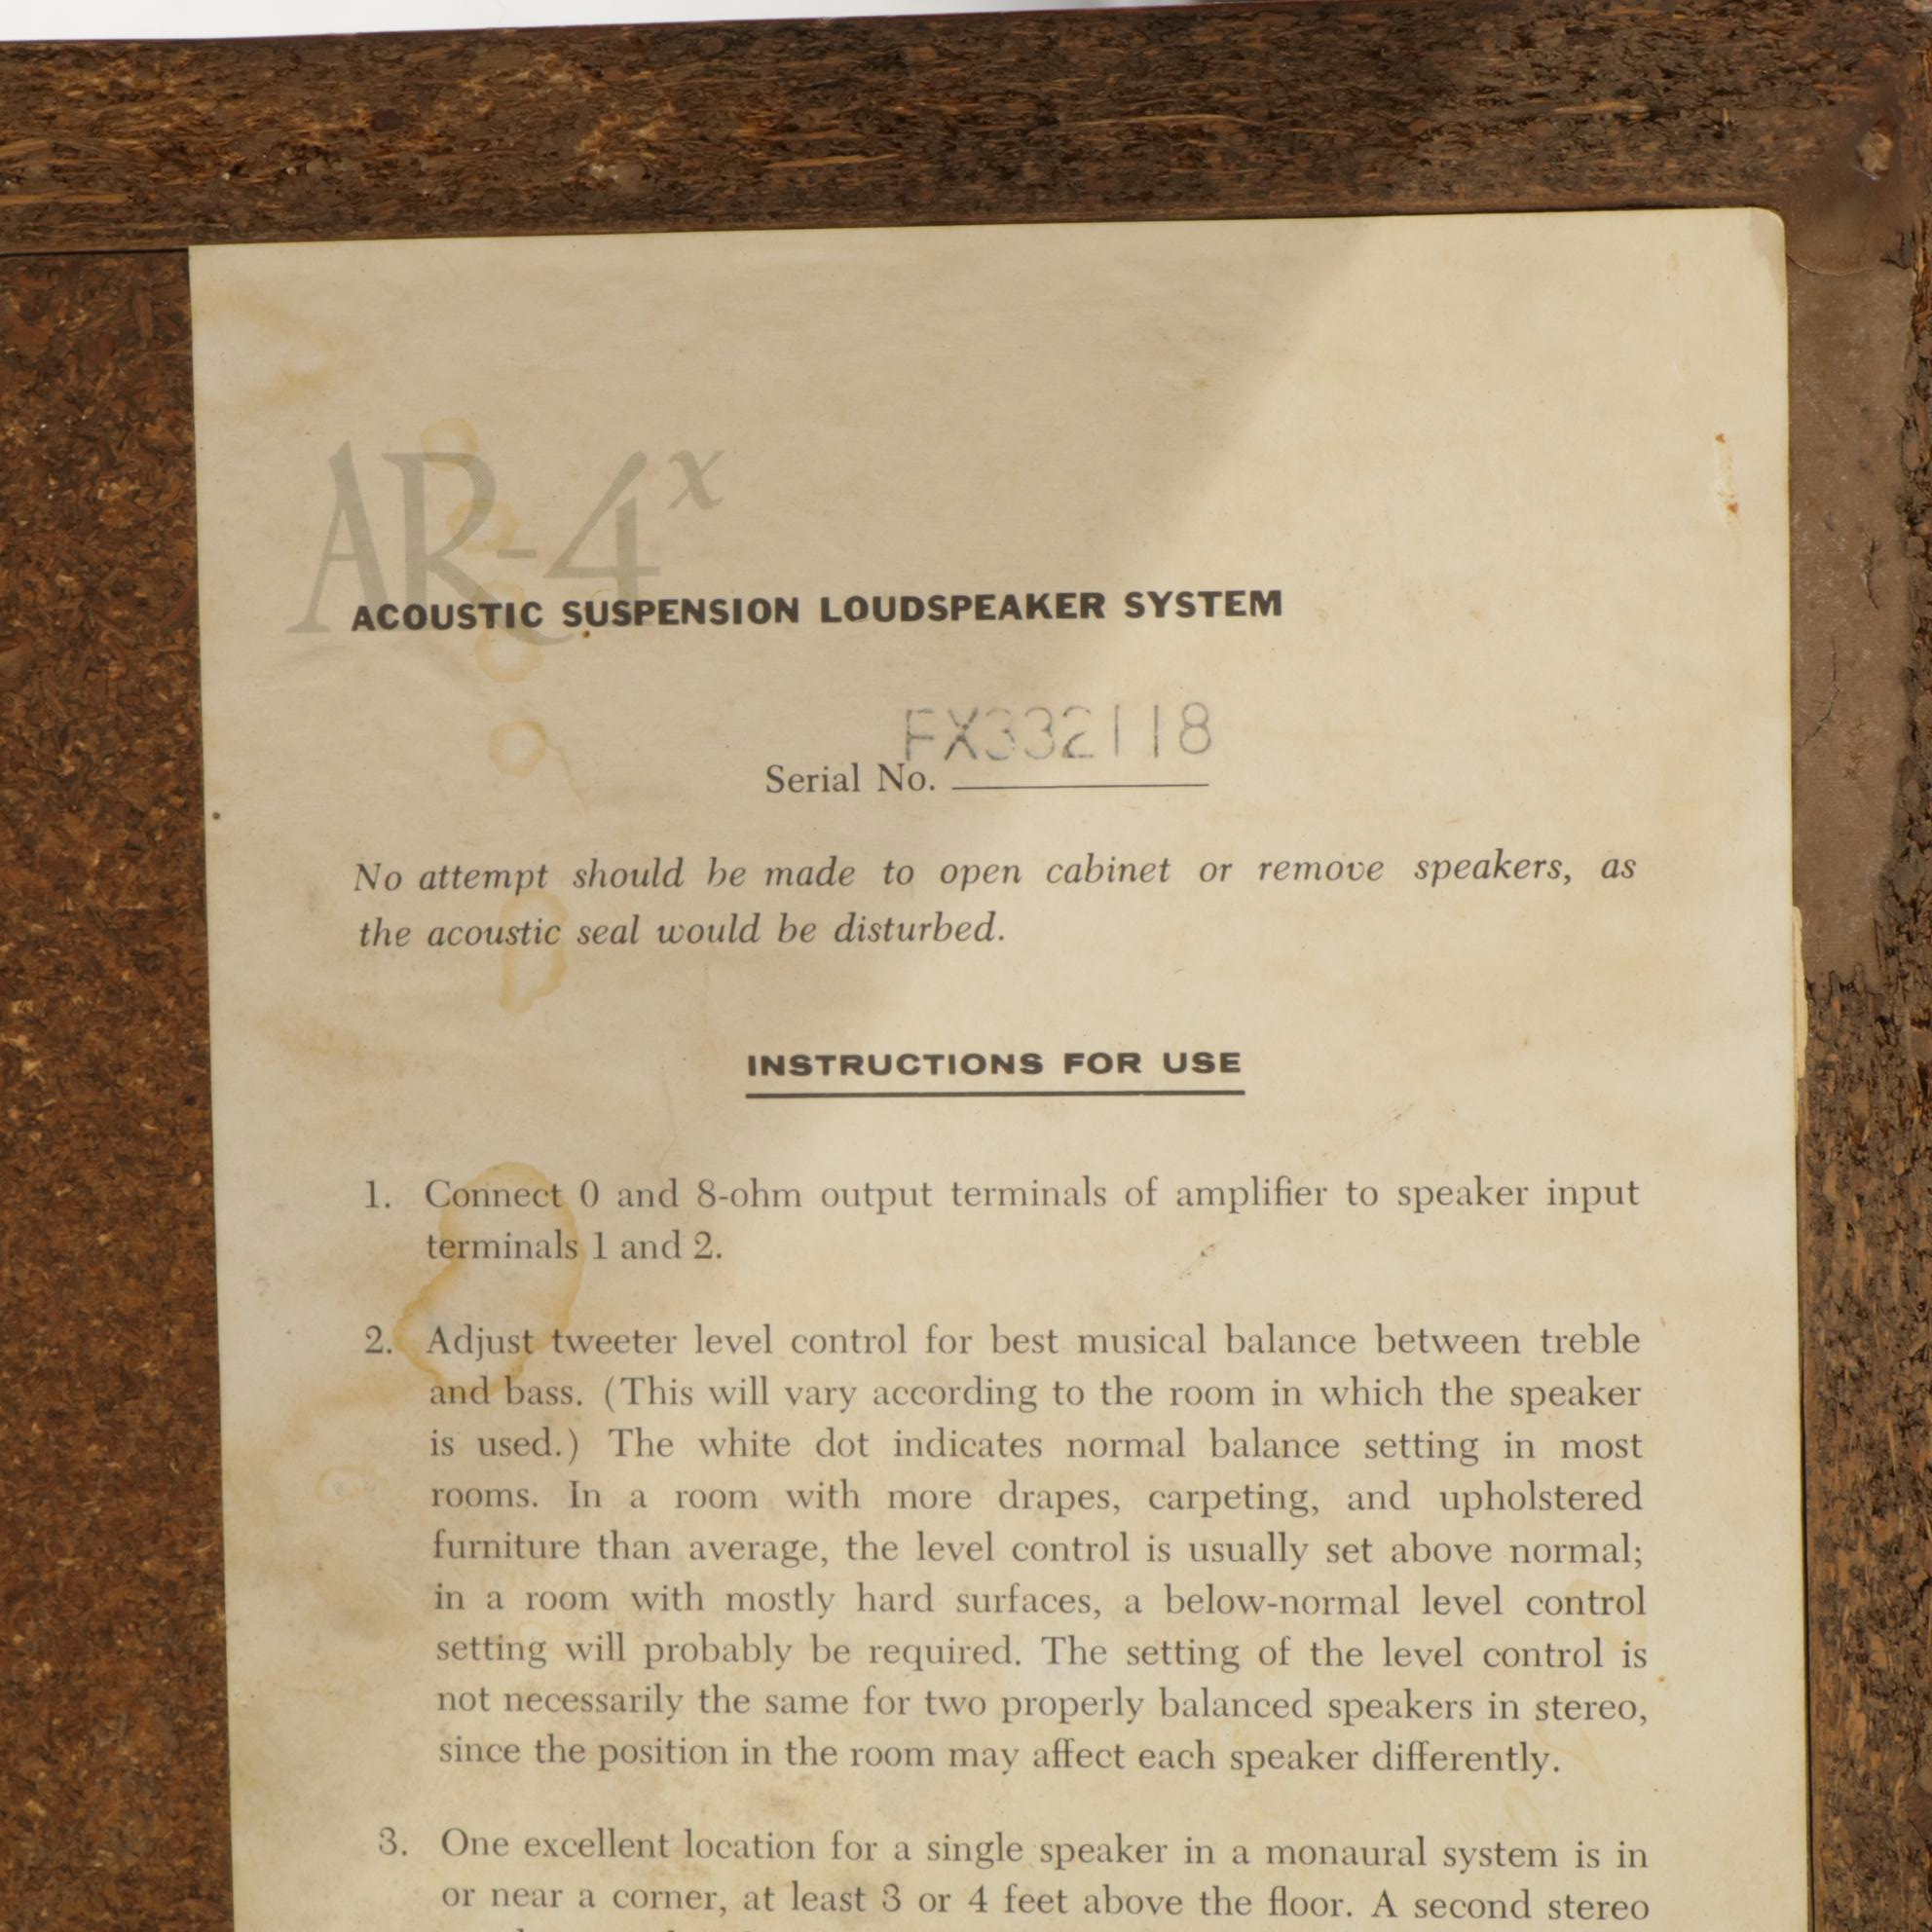 AR-4x
ACOUSTIC SUSPENSION LOUDSPEAKER SYSTEM
FX332118
Serial No.
No attempt should be made to open cabinet or remove speakers, as
the acoustic seal would be disturbed.
INSTRUCTIONS FOR USE
1. Connect 0 and 8-ohm output terminals of amplifier to speaker input
terminals 1 and 2.
2. Adjust tweeter level control for best musical balance between treble
and bass. (This will vary according to the room in which the speaker
is used.) The white dot indicates normal balance setting in most
rooms. In a room with more drapes, carpeting, and upholstered
furniture than average, the level control is usually set above normal;
in a room with mostly hard surfaces, a below-normal level control
setting will probably be required. The setting of the level control is
not necessarily the same for two properly balanced speakers in stereo,
since the position in the room may affect each speaker differently.
3. One excellent location for a single speaker in a monaural system is in
or near a corner, at least 3 or 4 feet above the floor. A second stereo